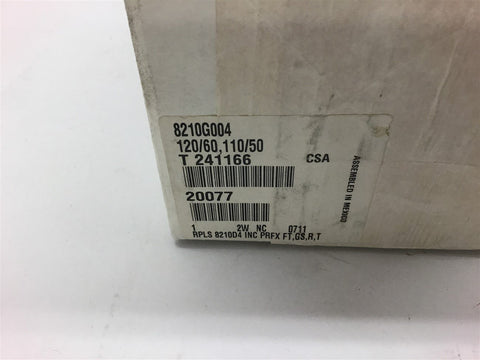 8210G004
120/60,110/50
T 241166 CSA
20077
1 2W NC 0711
RPLS 8210D4 INC PRFX FT,GS,R,T
ASSEMBLED IN MEXICO